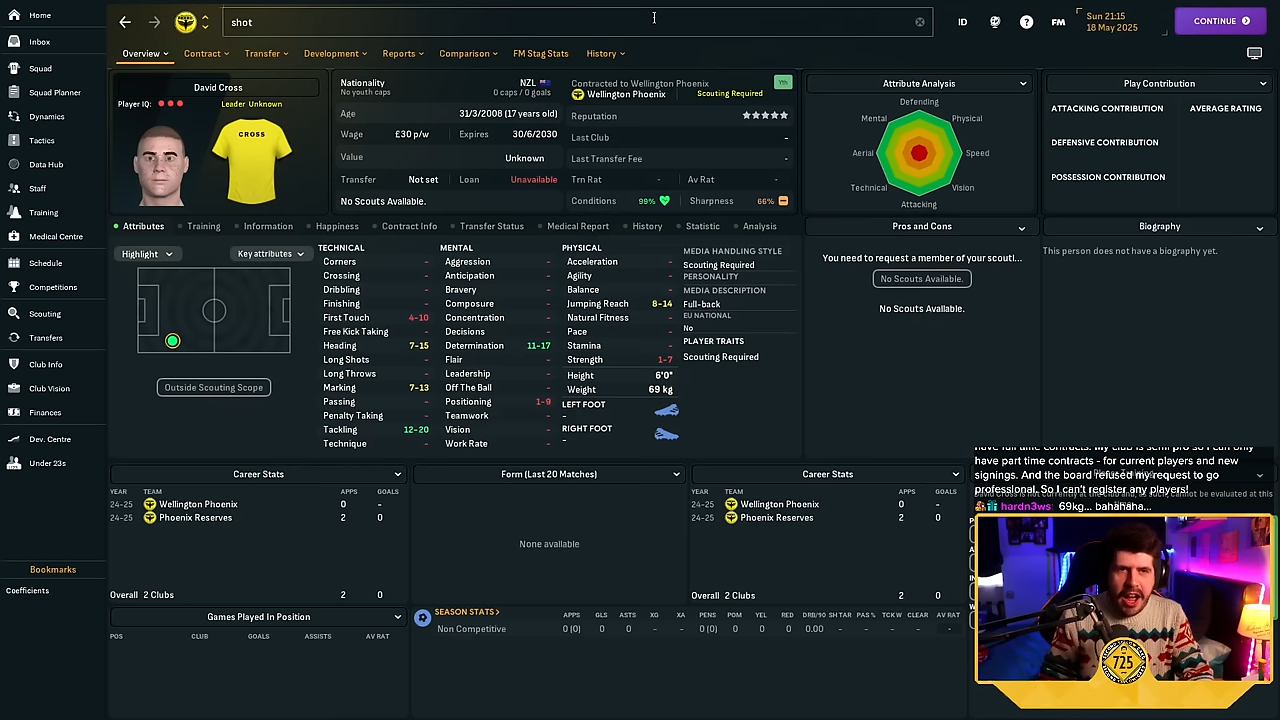 Home
Inbox
Squad
Squad Planner
Dynamics
Tactics
Data Hub
Staff
Training
Medical Centre
Schedule
Competitions
Scouting
Transfers
Club Info
Club Vision
Finances
Dev. Centre
Under 23s
Bookmarks
Coefficients
shot
ID
FM
Sun 21:15
18 May 2025
CONTINUE
Overview
Contract
Transfer
Development
Reports
Comparison
FM Stag Stats
History
David Cross
Player IQ:
Leader Unknown
CROSS
Nationality NZL
No youth caps 0 caps / 0 goals
Age 31/3/2008 (17 years old)
Wage £30 p/w Expires 30/6/2030
Value Unknown
Transfer Not set Loan Unavailable
No Scouts Available.
Contracted to Wellington Phoenix
Yth
Wellington Phoenix Scouting Required
Reputation
Last Club -
Last Transfer Fee -
Trn Rat - Av Rat -
Conditions 99% Sharpness 66%
Attribute Analysis
Defending
Mental Physical
Aerial Speed
Technical Vision
Attacking
Play Contribution
ATTACKING CONTRIBUTION AVERAGE RATING
DEFENSIVE CONTRIBUTION
POSSESSION CONTRIBUTION
Attributes
Training
Information
Happiness
Contract Info
Transfer Status
Medical Report
History
Statistic
Analysis
Highlight
Key attributes
Outside Scouting Scope
TECHNICAL
Corners -
Crossing -
Dribbling -
Finishing -
First Touch 4-10
Free Kick Taking -
Heading 7-15
Long Shots -
Long Throws -
Marking 7-13
Passing -
Penalty Taking -
Tackling 12-20
Technique -
MENTAL
Aggression -
Anticipation -
Bravery -
Composure -
Concentration -
Decisions -
Determination 11-17
Flair -
Leadership -
Off The Ball -
Positioning 1-9
Teamwork -
Vision -
Work Rate -
PHYSICAL
Acceleration -
Agility -
Balance -
Jumping Reach 8-14
Natural Fitness -
Pace -
Stamina -
Strength 1-7
Height 6'0"
Weight 69 kg
LEFT FOOT
-
RIGHT FOOT
-
MEDIA HANDLING STYLE
Scouting Required
PERSONALITY
MEDIA DESCRIPTION
Full-back
EU NATIONAL
No
PLAYER TRAITS
Scouting Required
Pros and Cons
You need to request a member of your scouti...
No Scouts Available.
No Scouts Available.
Biography
This person does not have a biography yet.
Career Stats
YEAR TEAM APPS GOALS
24-25 Wellington Phoenix 0 -
24-25 Phoenix Reserves 2 0
Overall 2 Clubs 2 0
Form (Last 20 Matches)
None available
Career Stats
YEAR TEAM APPS GOALS
24-25 Wellington Phoenix 0 -
24-25 Phoenix Reserves 2 0
Overall 2 Clubs 2 0
Games Played In Position
POS CLUB GOALS ASSISTS AV RAT
SEASON STATS > APPS GLS ASTS XG XA PENS POM YEL RED DRB/90 SH TAR PAS % TCK W CLEAR AV RAT
Non Competitive 0 (0) 0 0 - - 0 (0) 0 0 0 0.00 - - - - -
have full time contracts. My club is semi pro so I can only
have part time contracts - for current players and new
signings. And the board refused my request to go
professional. So I can't register any players!
hardn3ws: 69kg... bahahaha...
725